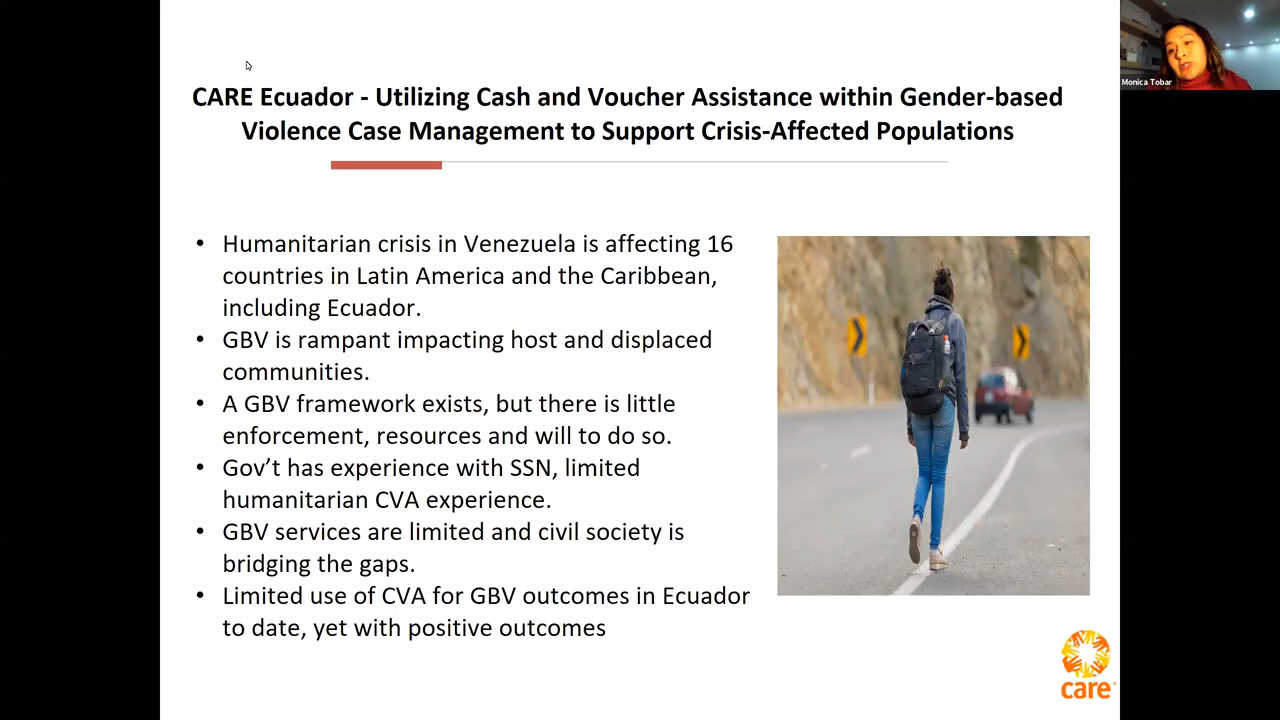 CARE Ecuador - Utilizing Cash and Voucher Assistance within Gender-based
Violence Case Management to Support Crisis-Affected Populations
Monica Tobar
• Humanitarian crisis in Venezuela is affecting 16
countries in Latin America and the Caribbean,
including Ecuador.
• GBV is rampant impacting host and displaced
communities.
• A GBV framework exists, but there is little
enforcement, resources and will to do so.
• Gov’t has experience with SSN, limited
humanitarian CVA experience.
• GBV services are limited and civil society is
bridging the gaps.
• Limited use of CVA for GBV outcomes in Ecuador
to date, yet with positive outcomes
care